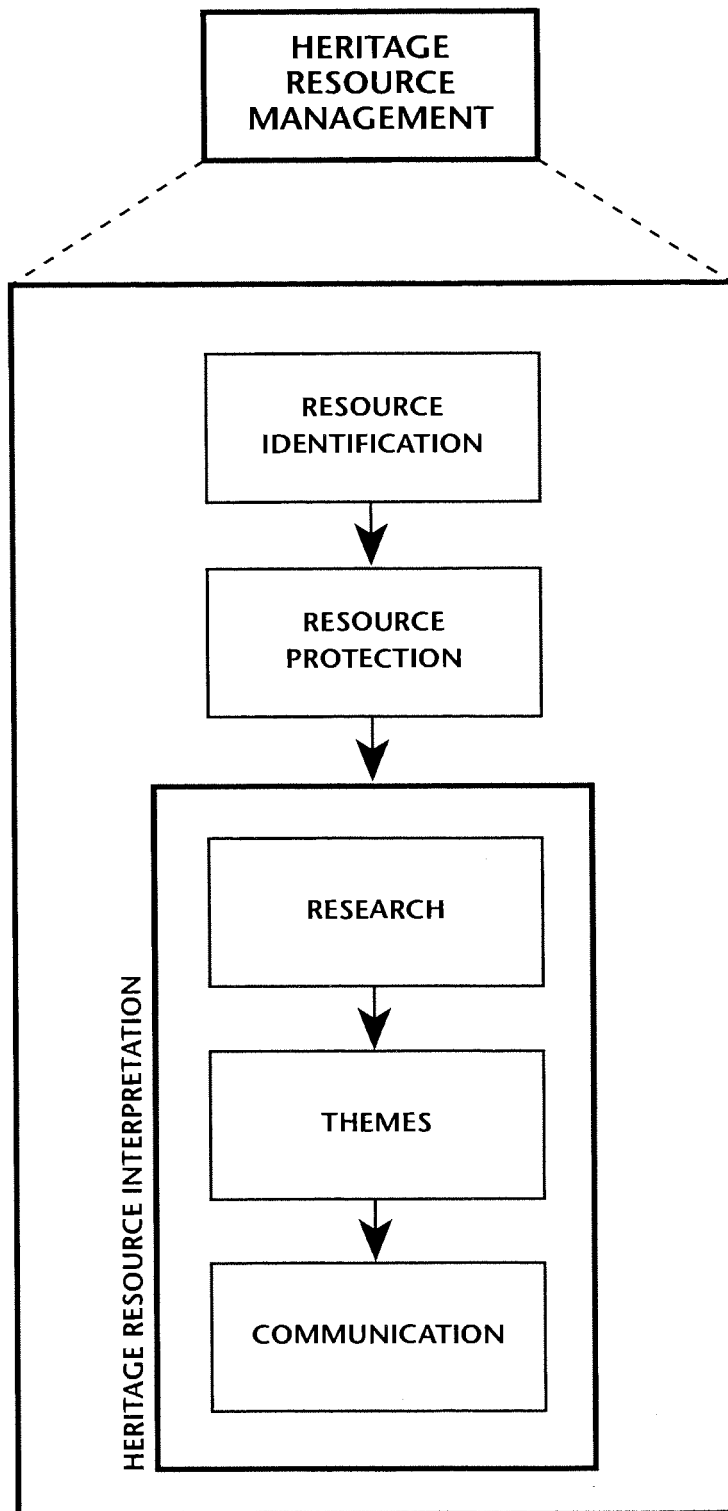 HERITAGE
RESOURCE
MANAGEMENT
RESOURCE
IDENTIFICATION
RESOURCE
PROTECTION
HERITAGE RESOURCE INTERPRETATION
RESEARCH
THEMES
COMMUNICATION